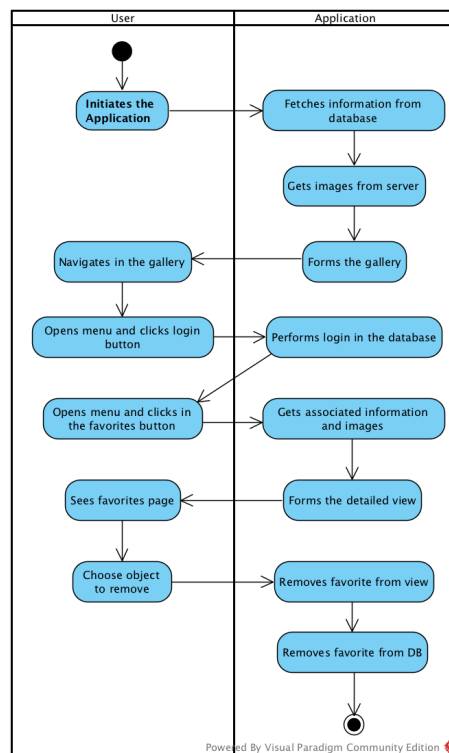 User
Application
Initiates the
Application
Fetches information from
database
Gets images from server
Navigates in the gallery
Forms the gallery
Opens menu and clicks login
button
Performs login in the database
Opens menu and clicks in
the favorites button
Gets associated information
and images
Sees favorites page
Forms the detailed view
Choose object
to remove
Removes favorite from view
Removes favorite from DB
Powered By Visual Paradigm Community Edition